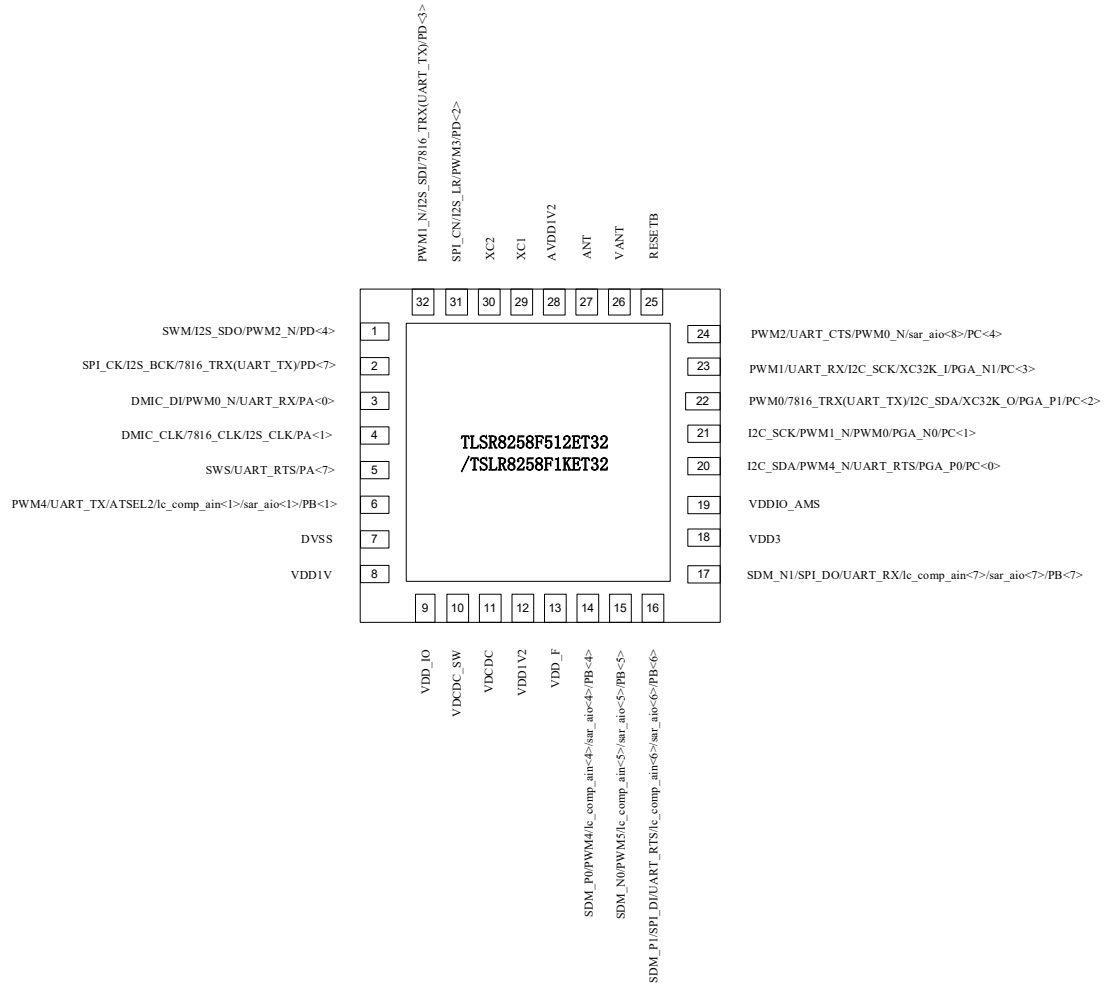 PWM1_N/I2S_SDI/7816_TRX(UART_TX)/PD<3>
SPI_CN/I2S_LR/PWM3/PD<2>
XC2
XC1
AVDD1V2
ANT
VANT
RESETB
32
31
30
29
28
27
26
25
SWM/I2S_SDO/PWM2_N/PD<4>
1
SPI_CK/I2S_BCK/7816_TRX(UART_TX)/PD<7>
2
DMIC_DI/PWM0_N/UART_RX/PA<0>
3
DMIC_CLK/7816_CLK/I2S_CLK/PA<1>
4
SWS/UART_RTS/PA<7>
5
PWM4/UART_TX/ATSEL2/lc_comp_ain<1>/sar_aio<1>/PB<1>
6
DVSS
7
VDD1V
8
TLSR8258F512ET32
/TSLR8258F1KET32
24
PWM2/UART_CTS/PWM0_N/sar_aio<8>/PC<4>
23
PWM1/UART_RX/I2C_SCK/XC32K_I/PGA_N1/PC<3>
22
PWM0/7816_TRX(UART_TX)/I2C_SDA/XC32K_O/PGA_P1/PC<2>
21
I2C_SCK/PWM1_N/PWM0/PGA_N0/PC<1>
20
I2C_SDA/PWM4_N/UART_RTS/PGA_P0/PC<0>
19
VDDIO_AMS
18
VDD3
17
SDM_N1/SPI_DO/UART_RX/lc_comp_ain<7>/sar_aio<7>/PB<7>
9
10
11
12
13
14
15
16
VDD_IO
VDCDC_SW
VDCDC
VDD1V2
VDD_F
SDM_P0/PWM4/lc_comp_ain<4>/sar_aio<4>/PB<4>
SDM_N0/PWM5/lc_comp_ain<5>/sar_aio<5>/PB<5>
SDM_P1/SPI_DI/UART_RTS/lc_comp_ain<6>/sar_aio<6>/PB<6>